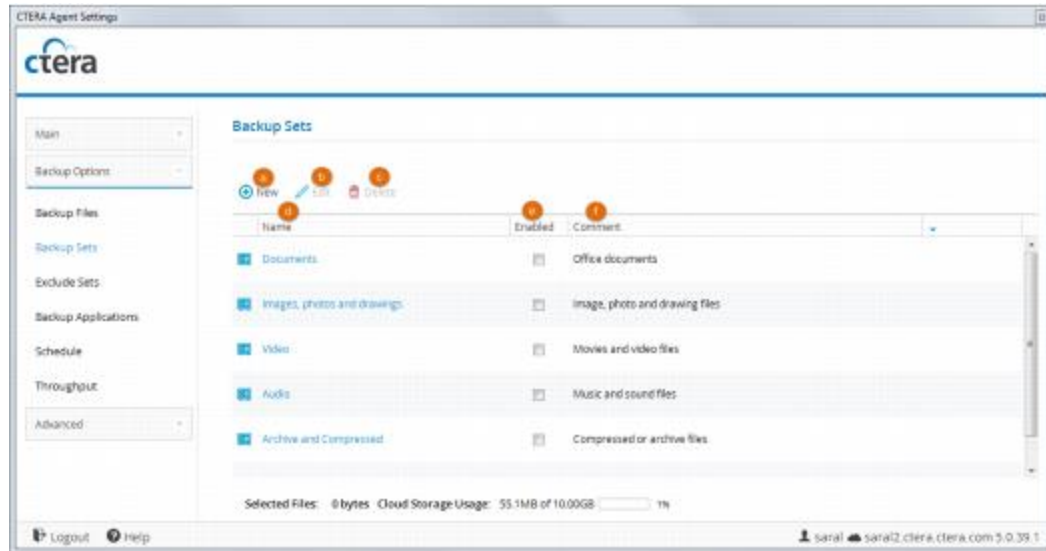 CTERA Agent Settings
ctera
Main
Backup Options
Backup Files
Backup Sets
Exclude Sets
Backup Applications
Schedule
Throughput
Advanced
Backup Sets
a b c
New Edit Delete
d e f
Name Enabled Comment
Documents Office documents
Images, photos and drawings Image, photo and drawing files
Video Movies and video files
Audio Music and sound files
Archive and Compressed Compressed or archive files
Selected Files: 0 bytes Cloud Storage Usage: 55.1MB of 10.00GB 1%
Logout Help
saral saral2.ctera.ctera.com 5.0.39.1